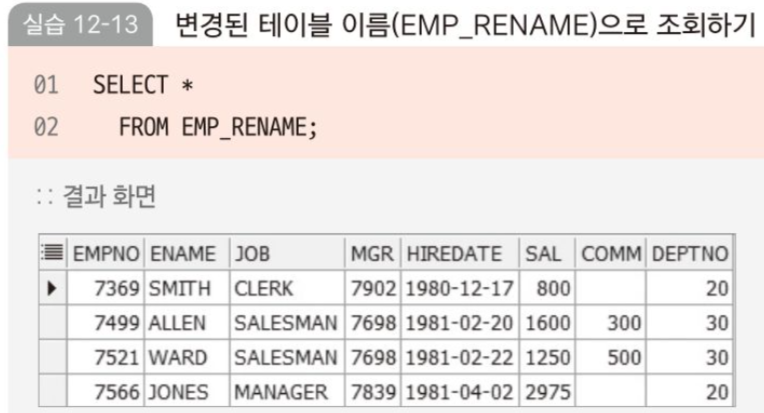 실습 12-13 변경된 테이블 이름(EMP_RENAME)으로 조회하기
01 SELECT *
02 FROM EMP_RENAME;
:: 결과 화면
EMPNO ENAME JOB MGR HIREDATE SAL COMM DEPTNO
7369 SMITH CLERK 7902 1980-12-17 800 20
7499 ALLEN SALESMAN 7698 1981-02-20 1600 300 30
7521 WARD SALESMAN 7698 1981-02-22 1250 500 30
7566 JONES MANAGER 7839 1981-04-02 2975 20